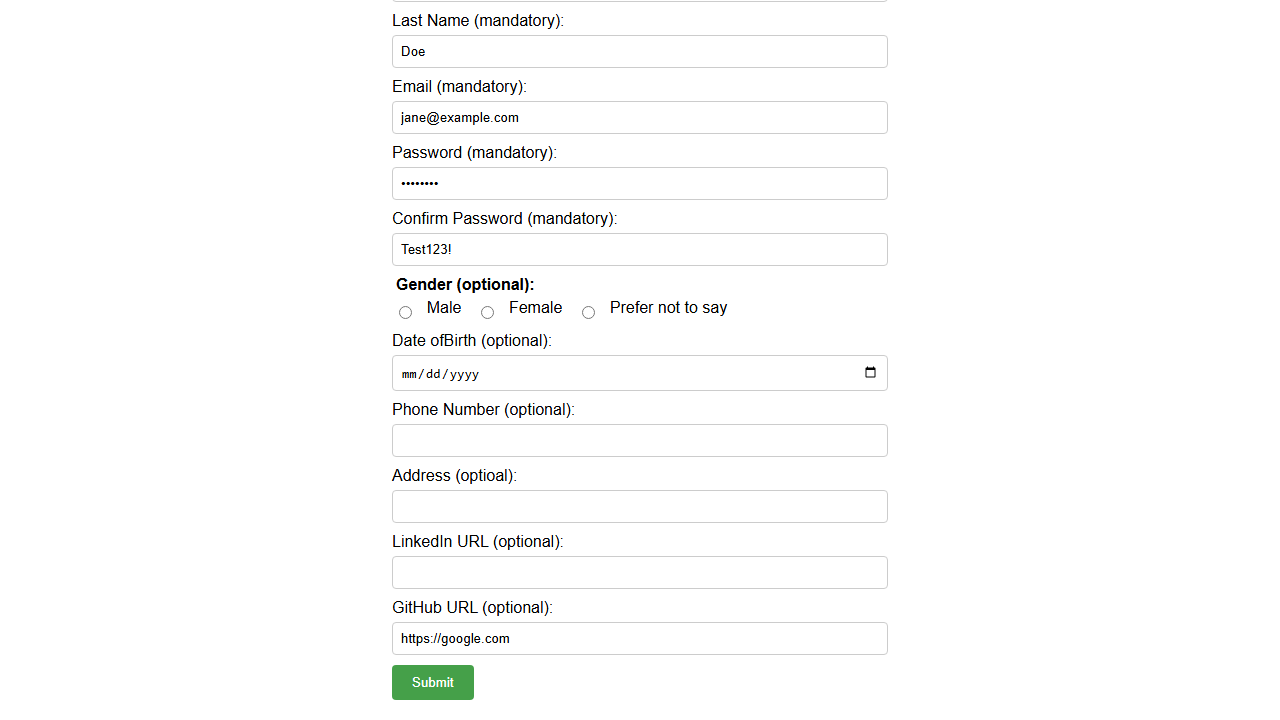 Last Name (mandatory):
Doe
Email (mandatory):
jane@example.com
Password (mandatory):
••••••••
Confirm Password (mandatory):
Test123!
Gender (optional):
Male Female Prefer not to say
Date ofBirth (optional):
mm/dd/yyyy
Phone Number (optional):
Address (optioal):
LinkedIn URL (optional):
GitHub URL (optional):
https://google.com
Submit